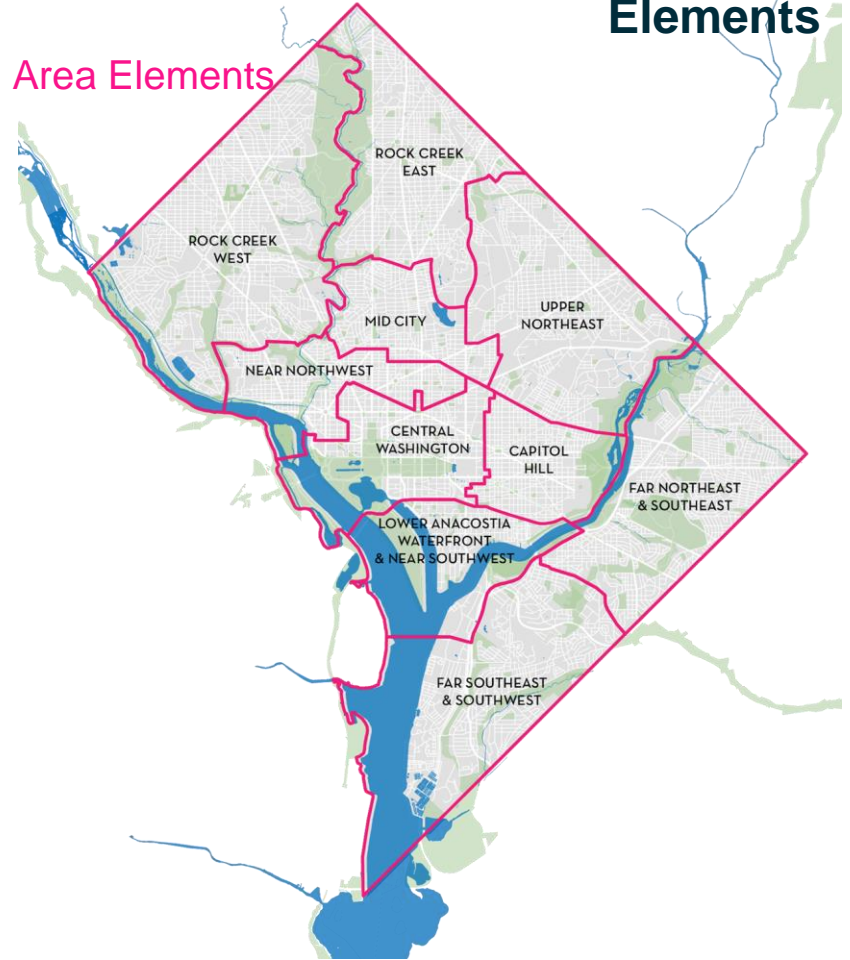 Elements
Area Elements
ROCK CREEK
EAST
ROCK CREEK
WEST
UPPER
NORTHEAST
MID CITY
NEAR NORTHWEST
CENTRAL
WASHINGTON
CAPITOL
HILL
FAR NORTHEAST
& SOUTHEAST
LOWER ANACOSTIA
WATERFRONT
& NEAR SOUTHWEST
FAR SOUTHEAST
& SOUTHWEST